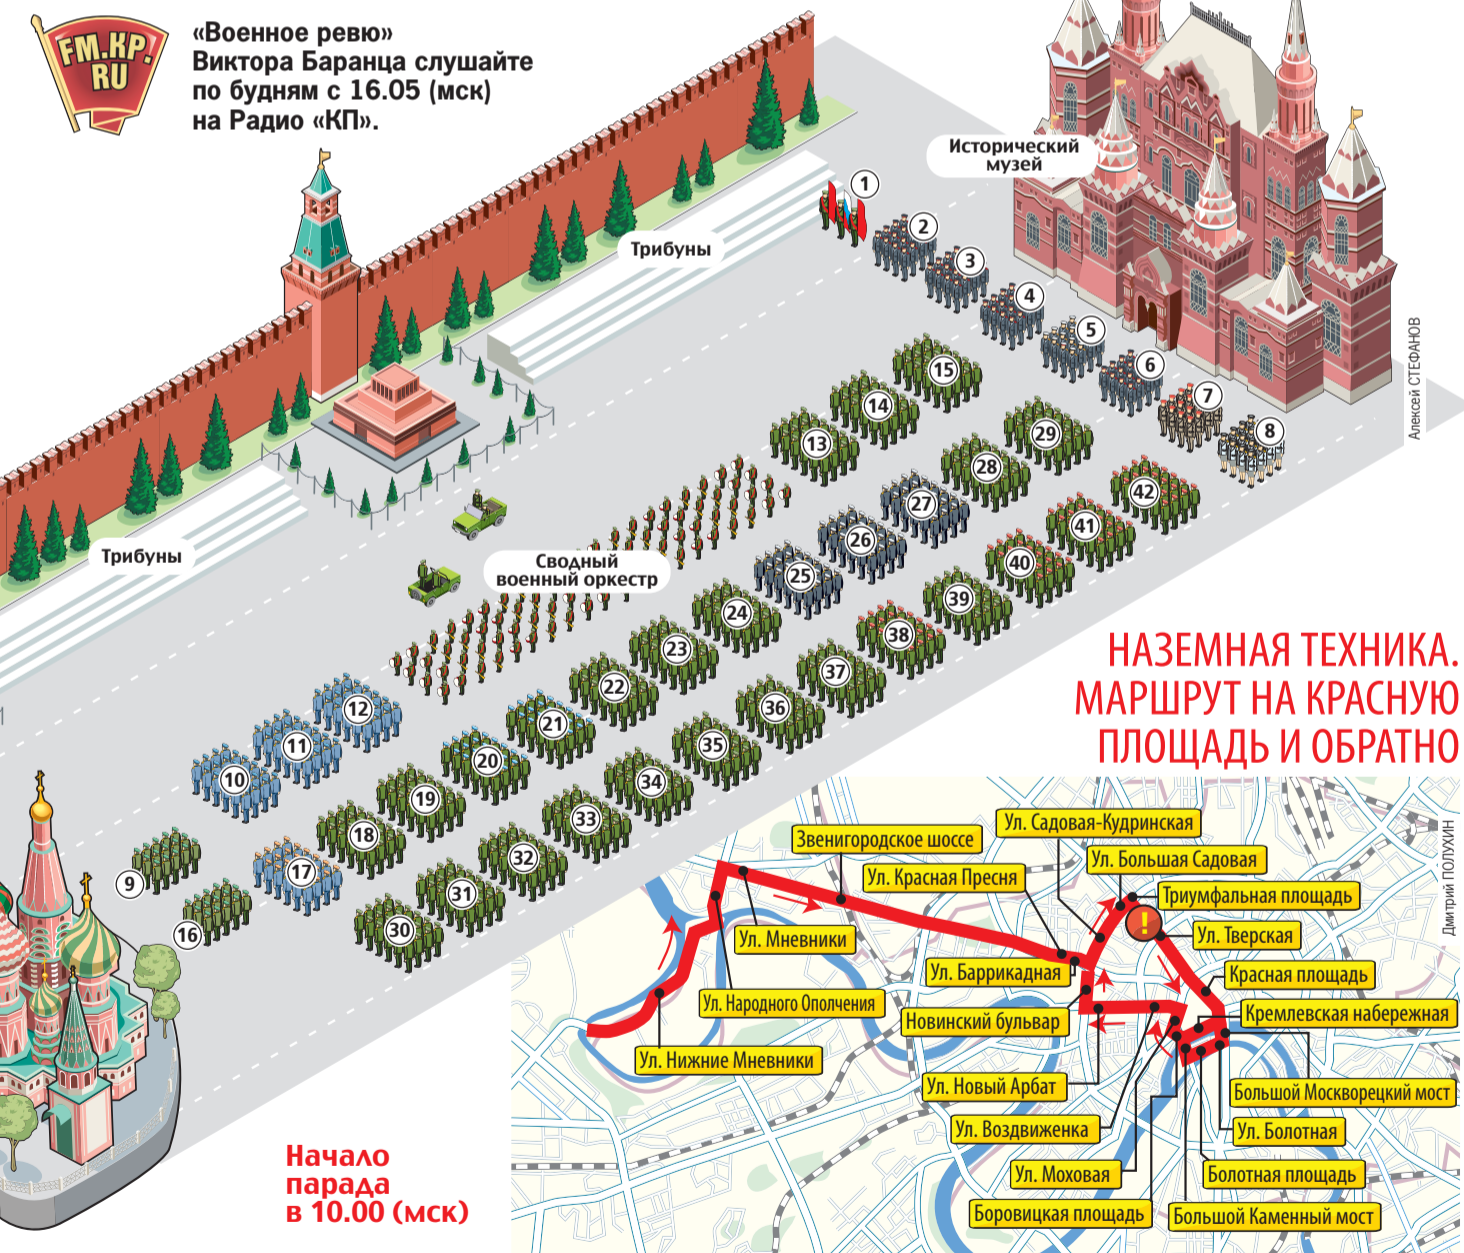 FM.KP.
RU
«Военное ревю»
Виктора Баранца слушайте
по будням с 16.05 (мск)
на Радио «КП».
Исторический
музей
Трибуны
Трибуны
Сводный
военный оркестр
1
2
3
4
5
6
7
8
9
10
11
12
13
14
15
16
17
18
19
20
21
22
23
24
25
26
27
28
29
30
31
32
33
34
35
36
37
38
39
40
41
42
Алексей СТЕФАНОВ
НАЗЕМНАЯ ТЕХНИКА.
МАРШРУТ НА КРАСНУЮ
ПЛОЩАДЬ И ОБРАТНО
Дмитрий ПОЛУХИН
Ул. Садовая-Кудринская
Звенигородское шоссе
Ул. Большая Садовая
Ул. Красная Пресня
Триумфальная площадь
!
Ул. Мневники
Ул. Тверская
Ул. Баррикадная
Красная площадь
Ул. Народного Ополчения
Новинский бульвар
Кремлевская набережная
Ул. Нижние Мневники
Ул. Новый Арбат
Большой Москворецкий мост
Ул. Воздвиженка
Ул. Болотная
Ул. Моховая
Болотная площадь
Боровицкая площадь
Большой Каменный мост
Начало
парада
в 10.00 (мск)